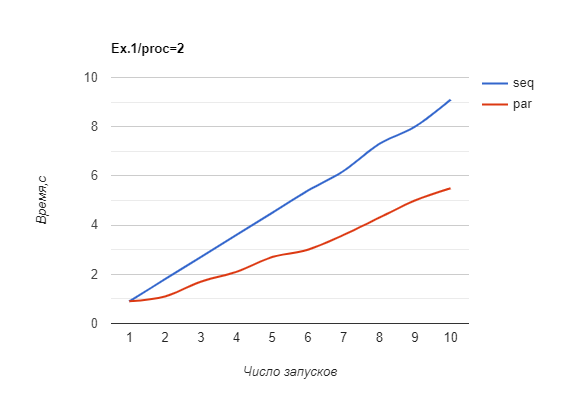 Ex.1/proc=2
10
8
6
4
2
0
Время,с
1 2 3 4 5 6 7 8 9 10
Число запусков
seq
par